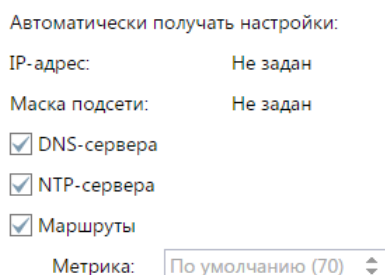 Автоматически получать настройки:
IP-адрес: Не задан
Маска подсети: Не задан
DNS-сервера
NTP-сервера
Маршруты
Метрика: По умолчанию (70)